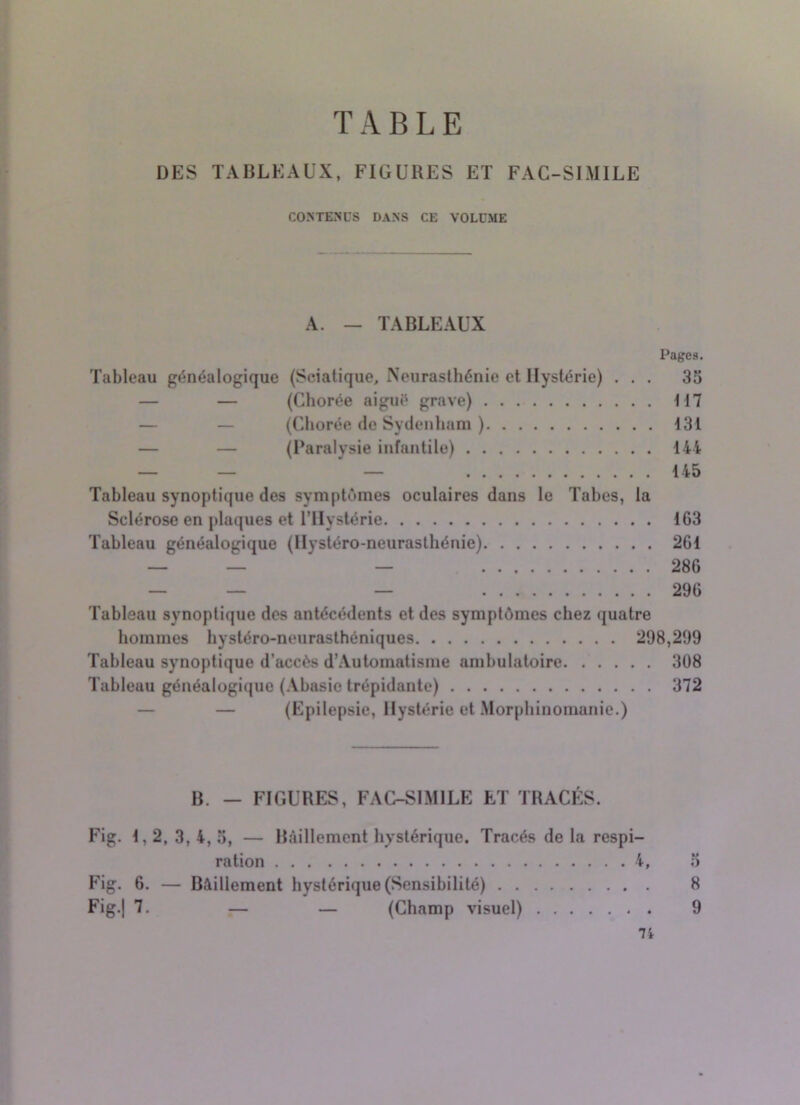 TABLE
DES TABLEAUX, FIGURES ET FAC-SIMILE
CONTENUS DANS CE VOLUME
A. — TABLEAUX
Pages.
Tableau généalogique (Sciatique, Neurasthénie et Hystérie) . . . 35
— — (Chorée aiguë grave) . . . . . . . . . . . 117
— — (Chorée de Sydenham ). . . . . . . . . . . 131
— — (Paralysie infantile) . . . . . . . . . . . . . 144
— — — . . . . . . . . . . . . 145
Tableau synoptique des symptômes oculaires dans le Tabes, la
Sclérose en plaques et l'Hystérie. . . . . . . . . . . . . . . . . 163
Tableau généalogique (Hystéro-neurasthénie). . . . . . . . . . . 261
— — — . . . . . . . . . . . 286
— — — . . . . . . . . . . . 296
Tableau synoptique des antécédents et des symptômes chez quatre
hommes hystéro-neurasthéniques. . . . . . . . . . . . . 298,299
Tableau synoptique d'accès d'Automatisme ambulatoire. . . . . . 308
Tableau généalogique (Abasie trépidante) . . . . . . . . . . . . . 372
— — (Epilepsie, Hystérie et Morphinomanie.)
B. — FIGURES, FAC-SIMILE ET TRACÉS.
Fig. 1, 2, 3, 4, 5, — Bâillement hystérique. Tracés de la respi-
ration . . . . . . . . . . . . . . . . . . . . . . . 4, 5
Fig. 6. — Bâillement hystérique (Sensibilité) . . . . . . . . . 8
Fig.| 7. — — (Champ visuel) . . . . . . . 9
74